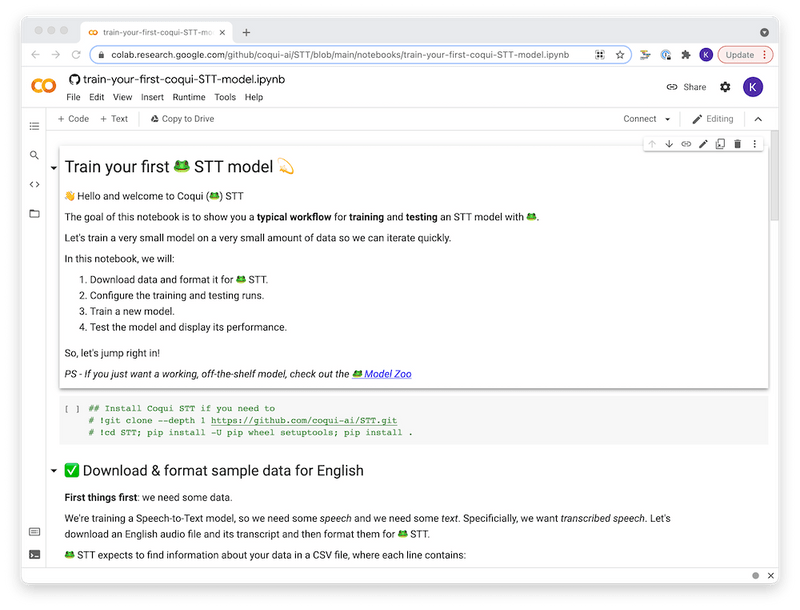 train-your-first-coqui-STT-mo
colab.research.google.com/github/coqui-ai/STT/blob/main/notebooks/train-your-first-coqui-STT-model.ipynb
K
Update
train-your-first-coqui-STT-model.ipynb
File Edit View Insert Runtime Tools Help
Share
K
+ Code + Text Copy to Drive
Connect
Editing
Train your first 🐸 STT model 💫
👋 Hello and welcome to Coqui (🐸) STT
The goal of this notebook is to show you a typical workflow for training and testing an STT model with 🐸.
Let's train a very small model on a very small amount of data so we can iterate quickly.
In this notebook, we will:
1. Download data and format it for 🐸 STT.
2. Configure the training and testing runs.
3. Train a new model.
4. Test the model and display its performance.
So, let's jump right in!
PS - If you just want a working, off-the-shelf model, check out the 🐸 Model Zoo
[ ] ## Install Coqui STT if you need to
# !git clone --depth 1 https://github.com/coqui-ai/STT.git
# !cd STT; pip install -U pip wheel setuptools; pip install .
✅ Download & format sample data for English
First things first: we need some data.
We're training a Speech-to-Text model, so we need some speech and we need some text. Specificially, we want transcribed speech. Let's
download an English audio file and its transcript and then format them for 🐸 STT.
🐸 STT expects to find information about your data in a CSV file, where each line contains: